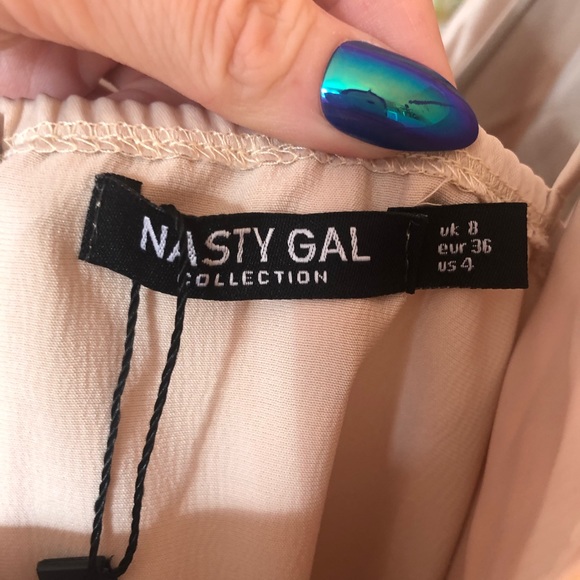 NASTY GAL
COLLECTION
uk 8
eur 36
us 4